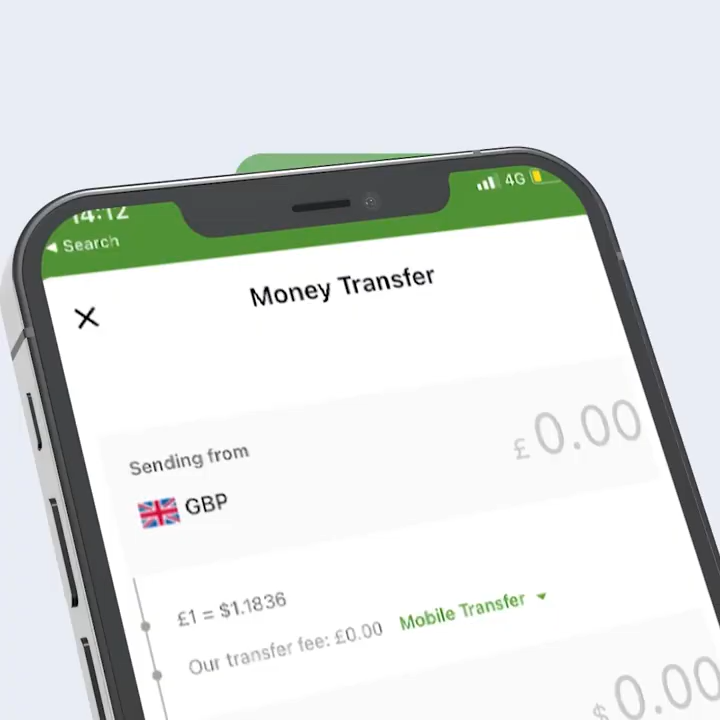 14:12
4G
◀ Search
Money Transfer
Sending from
£0.00
GBP
£1 = $1.1836
Our transfer fee: £0.00 Mobile Transfer
$0.00